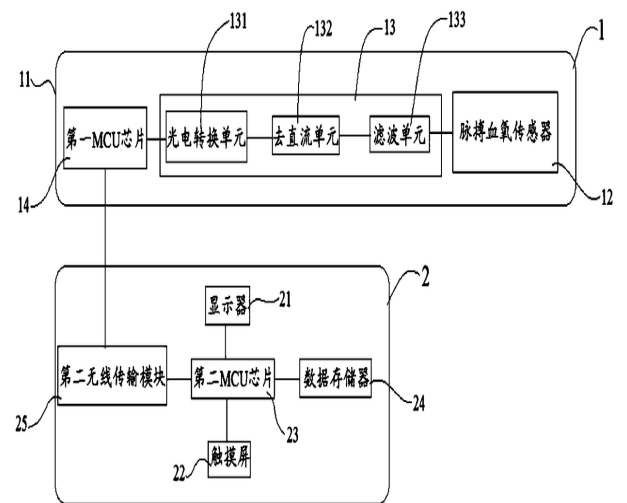 131
132
13
133
1
11
第一MCU芯片
光电转换单元
去直流单元
滤波单元
脉搏血氧传感器
14
12
2
显示器
21
第二无线传输模块
第二MCU芯片
数据存储器
25
23
24
22
触摸屏